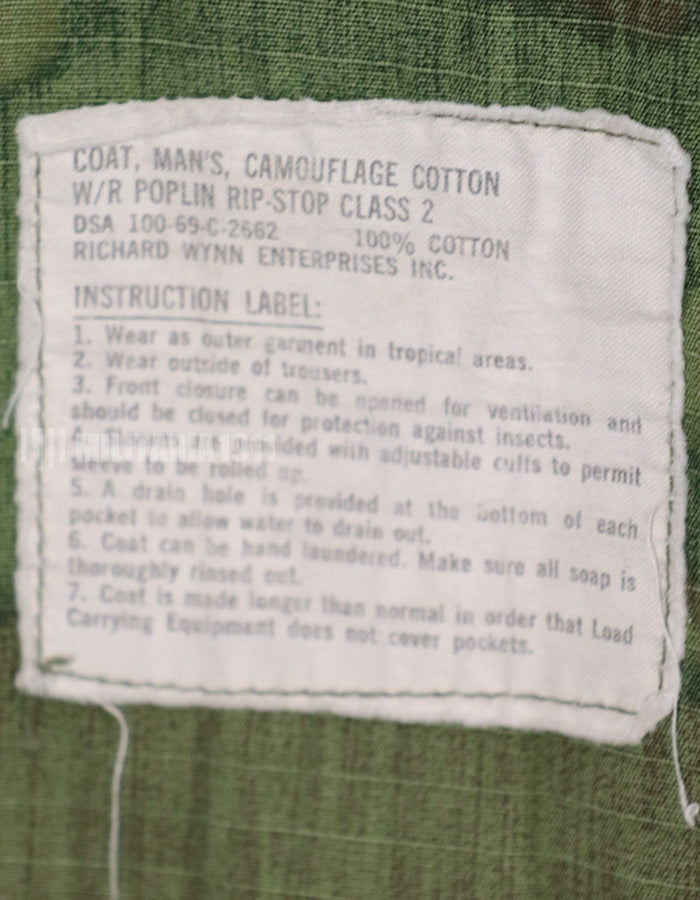 COAT, MAN'S, CAMOUFLAGE COTTON
W/R POPLIN RIP-STOP CLASS 2
DSA 100-69-C-2662 100% COTTON
RICHARD WYNN ENTERPRISES INC.
INSTRUCTION LABEL:
1. Wear as outer garment in tropical areas.
2. Wear outside of trousers.
3. Front closure can be opened for ventilation and
should be closed for protection against insects.
4. with adjustable cuffs to permit
sleeve to be rolled up.
5. A drain hole is provided at the bottom of each
pocket to allow water to drain out.
6. Coat can be hand laundered. Make sure all soap is
thoroughly rinsed out.
7. Coat is made longer than normal in order that Load
Carrying Equipment does not cover pockets.